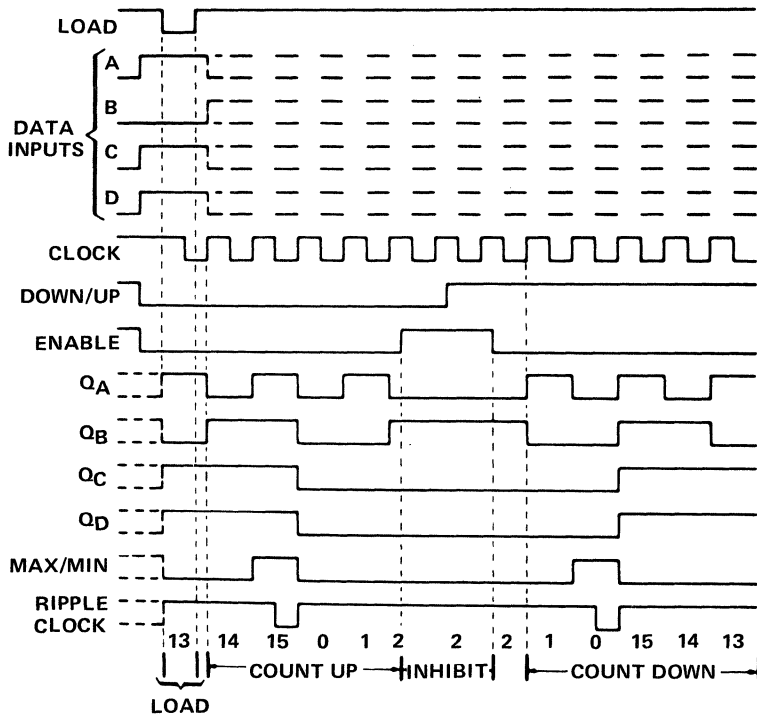 LOAD
A
B
DATA
INPUTS
C
D
CLOCK
DOWN/UP
ENABLE
QA
QB
QC
QD
MAX/MIN
RIPPLE
CLOCK
13 14 15 0 1 2 2 2 1 0 15 14 13
COUNT UP INHIBIT COUNT DOWN
LOAD